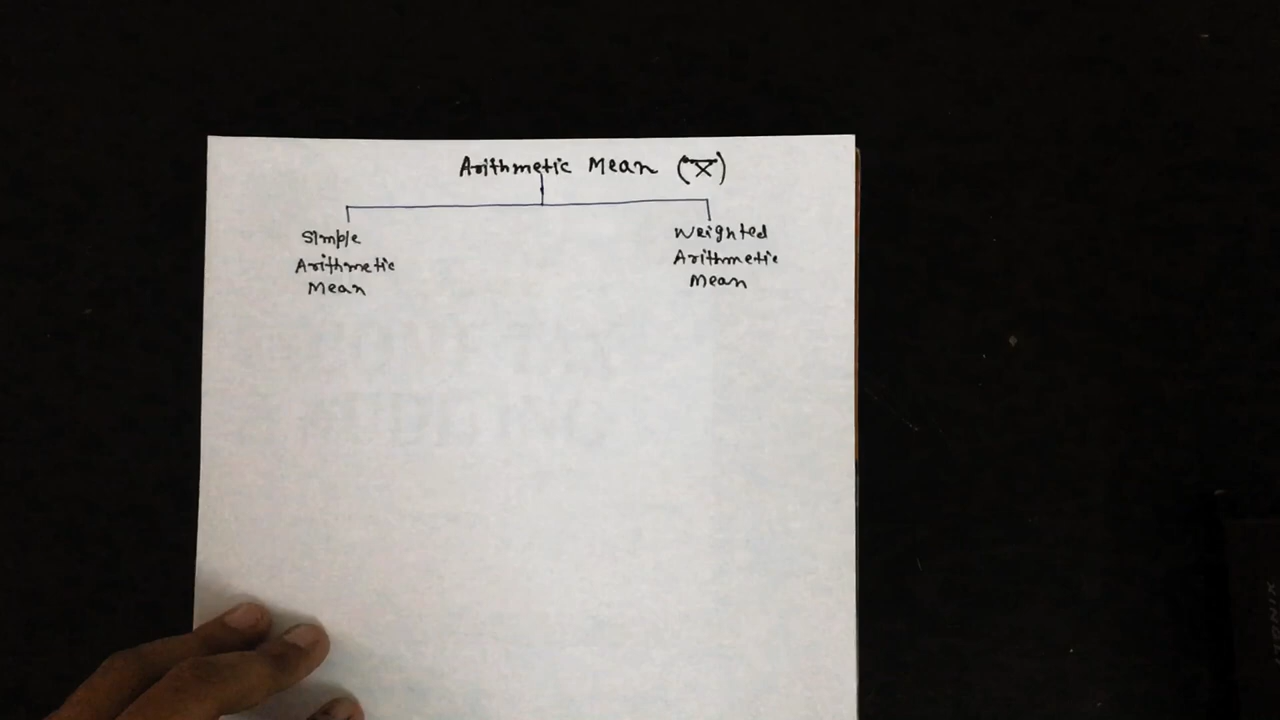 Arithmetic Mean (X̅)
Simple
Arithmetic
Mean
Weighted
Arithmetic
Mean